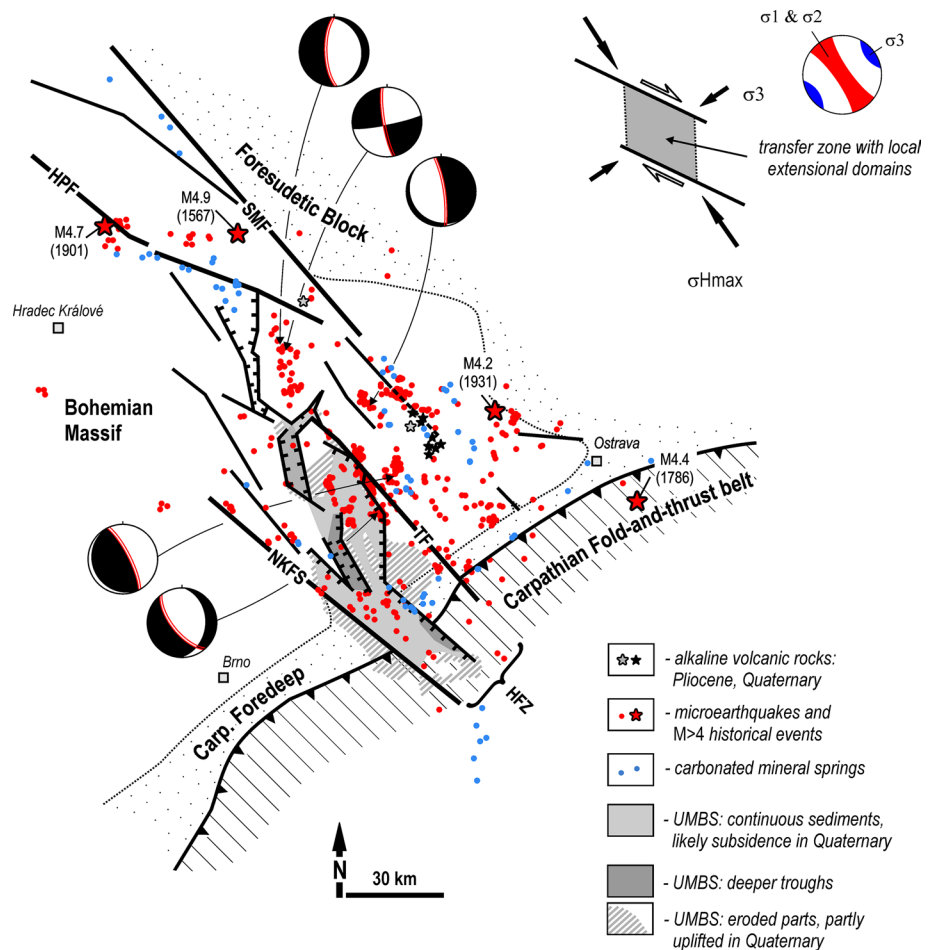 σ1 & σ2
σ3
σ3
transfer zone with local
extensional domains
σHmax
Foresudetic Block
HPF
SMF
M4.9
(1567)
M4.7
(1901)
Hradec Králové
M4.2
(1931)
Bohemian
Massif
Ostrava
M4.4
(1786)
TF
NKFS
Carpathian Fold-and-thrust belt
Brno
HFZ
Carp. Foredeep
N
30 km
- alkaline volcanic rocks:
Pliocene, Quaternary
- microearthquakes and
M>4 historical events
- carbonated mineral springs
- UMBS: continuous sediments,
likely subsidence in Quaternary
- UMBS: deeper troughs
- UMBS: eroded parts, partly
uplifted in Quaternary